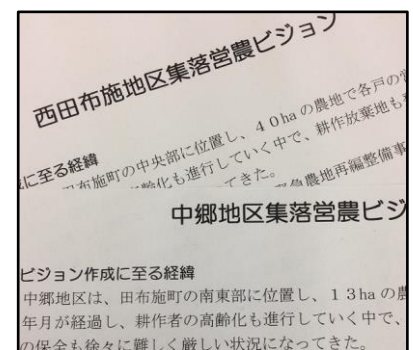 西田布施地区集落営農ビジョン
に至る経緯
田布施町の中央部に位置し、40haの農地で各戸の
齢化も進行していく中で、耕作放棄地も
てきた。
急農地再編整備事
中郷地区集落営農ビジ
ビジョン作成に至る経緯
中郷地区は、田布施町の南東部に位置し、13haの農
年月が経過し、耕作者の高齢化も進行していく中で、
の保全も徐々に難しく厳しい状況になってきた。